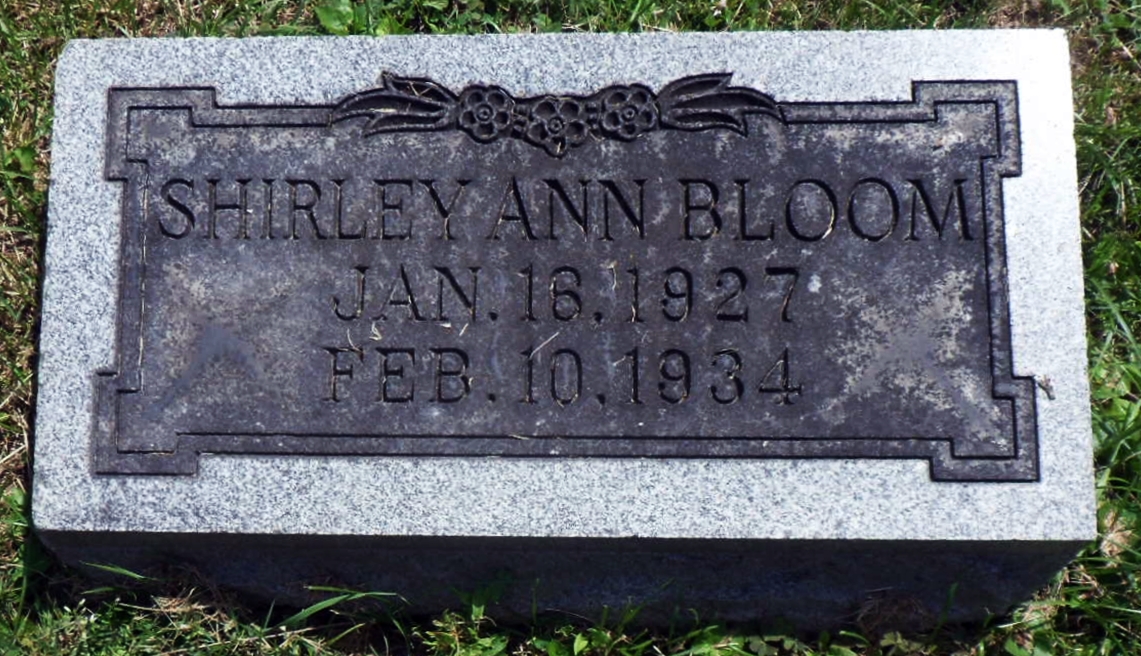 SHIRLEY ANN BLOOM
JAN. 16, 1927
FEB. 10, 1934